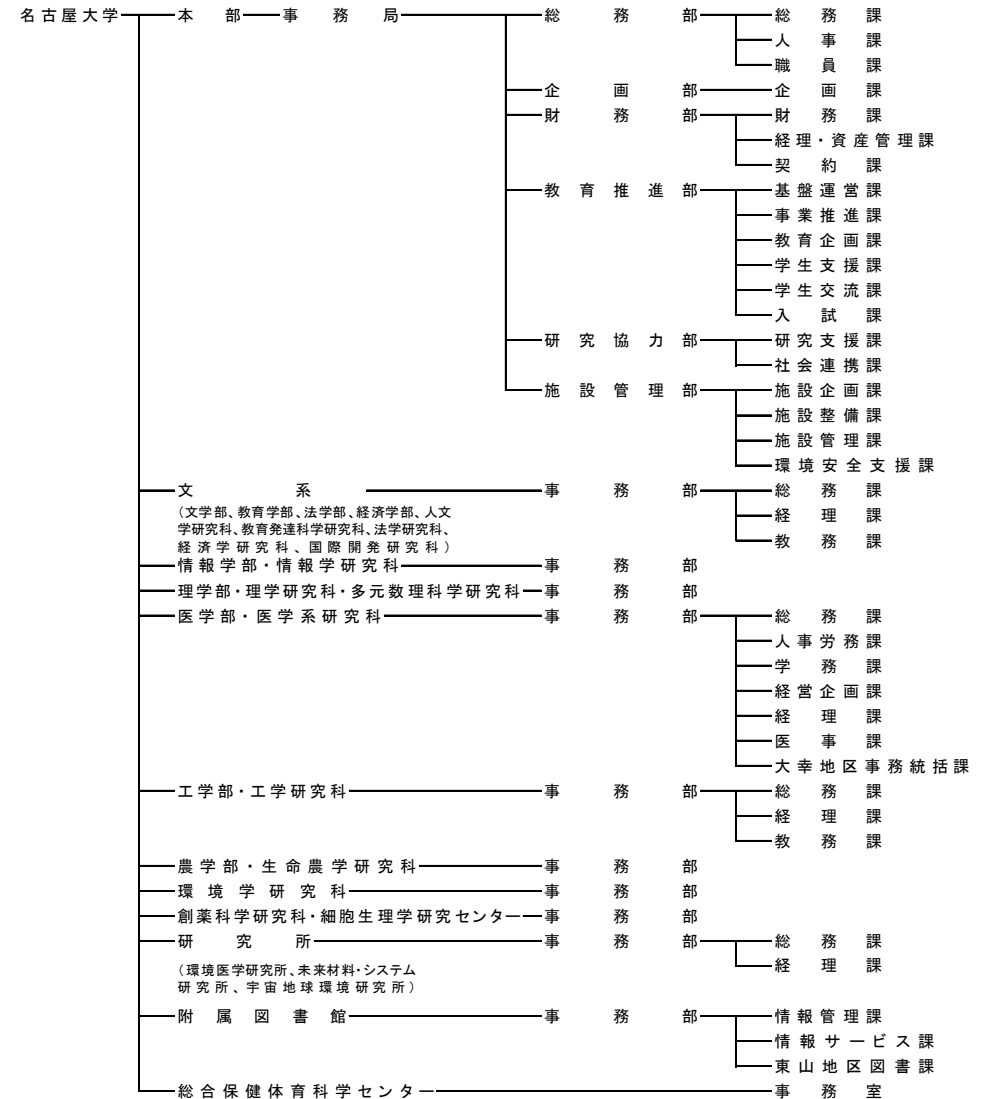 名古屋大学 本部 事務局 総務部 総務課
人事課
職員課
企画部 企画課
財務部 財務課
経理・資産管理課
契約課
教育推進部 基盤運営課
事業推進課
教育企画課
学生支援課
学生交流課
入試課
研究協力部 研究支援課
社会連携課
施設管理部 施設企画課
施設整備課
施設管理課
環境安全支援課
文系 事務部 総務課
(文学部、教育学部、法学部、経済学部、人文
経理課
学研究科、教育発達科学研究科、法学研究科、
経済学研究科、国際開発研究科)
教務課
情報学部・情報学研究科 事務部
理学部・理学研究科・多元数理科学研究科 事務部
医学部・医学系研究科 事務部 総務課
人事労務課
学務課
経営企画課
経理課
医事課
大幸地区事務統括課
工学部・工学研究科 事務部 総務課
経理課
教務課
農学部・生命農学研究科 事務部
環境学研究科 事務部
創薬科学研究科・細胞生理学研究センター 事務部
研究所 事務部 総務課
経理課
(環境医学研究所、未来材料・システム
研究所、宇宙地球環境研究所)
附属図書館 事務部 情報管理課
情報サービス課
東山地区図書課
総合保健体育科学センター 事務室